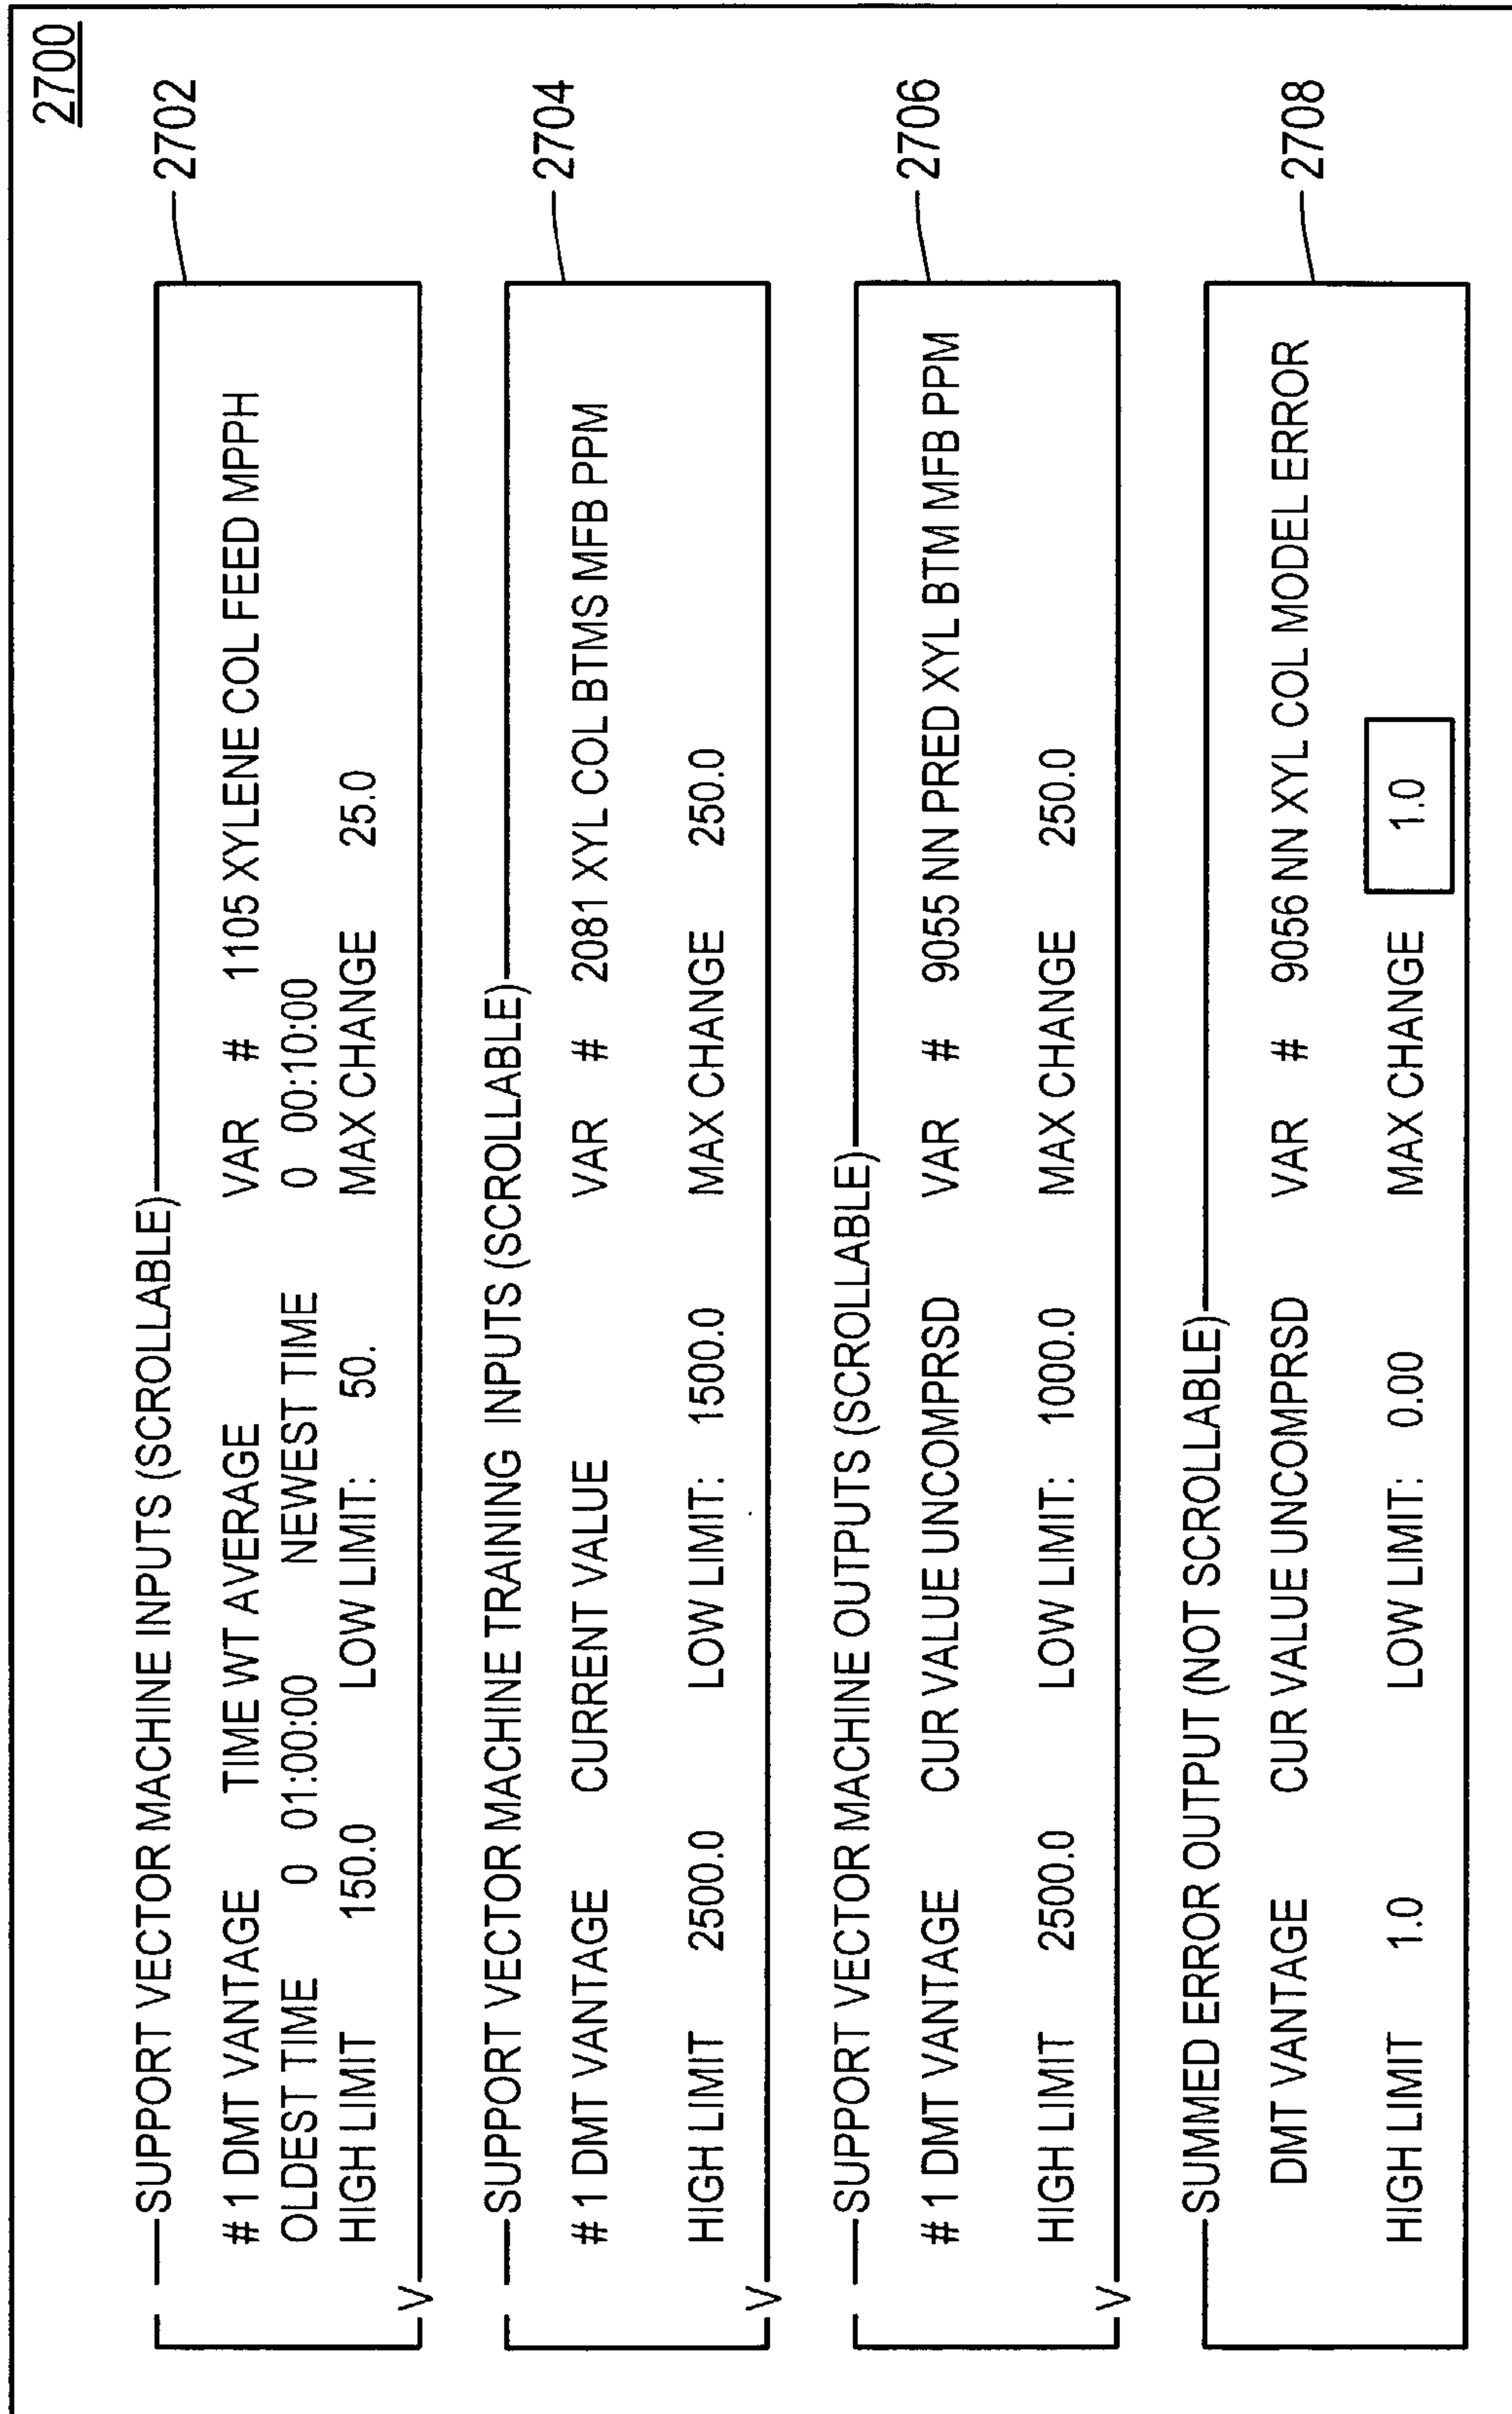 2700
SUPPORT VECTOR MACHINE INPUTS (SCROLLABLE)
2702
# 1 DMT VANTAGE TIME WT AVERAGE VAR # 1105 XYLENE COL FEED MPPH
OLDEST TIME 0 01:00:00 NEWEST TIME 0 00:10:00
HIGH LIMIT 150.0 LOW LIMIT: 50. MAX CHANGE 25.0
V
SUPPORT VECTOR MACHINE TRAINING INPUTS (SCROLLABLE)
2704
# 1 DMT VANTAGE CURRENT VALUE VAR # 2081 XYL COL BTMS MFB PPM
HIGH LIMIT 2500.0 LOW LIMIT: 1500.0 MAX CHANGE 250.0
V
SUPPORT VECTOR MACHINE OUTPUTS (SCROLLABLE)
2706
# 1 DMT VANTAGE CUR VALUE UNCOMPRSD VAR # 9055 NN PRED XYL BTM MFB PPM
HIGH LIMIT 2500.0 LOW LIMIT: 1000.0 MAX CHANGE 250.0
V
SUMMED ERROR OUTPUT (NOT SCROLLABLE)
2708
DMT VANTAGE CUR VALUE UNCOMPRSD VAR # 9056 NN XYL COL MODEL ERROR
HIGH LIMIT 1.0 LOW LIMIT: 0.00 MAX CHANGE 1.0